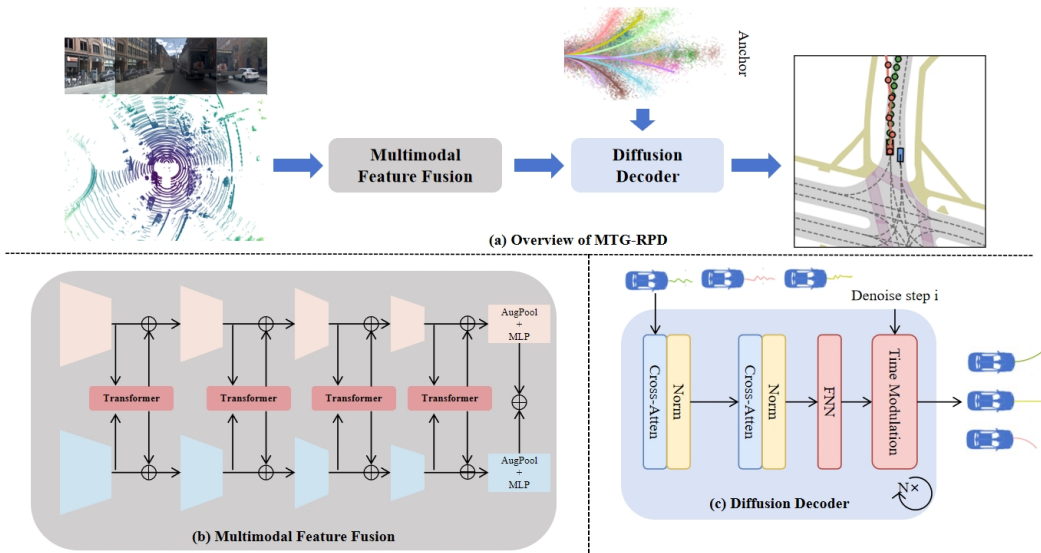 Anchor
Multimodal
Feature Fusion
Diffusion
Decoder
(a) Overview of MTG-RPD
AugPool
+
MLP
Transformer
Transformer
Transformer
Transformer
AugPool
+
MLP
(b) Multimodal Feature Fusion
Denoise step i
Cross-Atten
Norm
Cross-Atten
Norm
FNN
Time Modulation
N×
(c) Diffusion Decoder